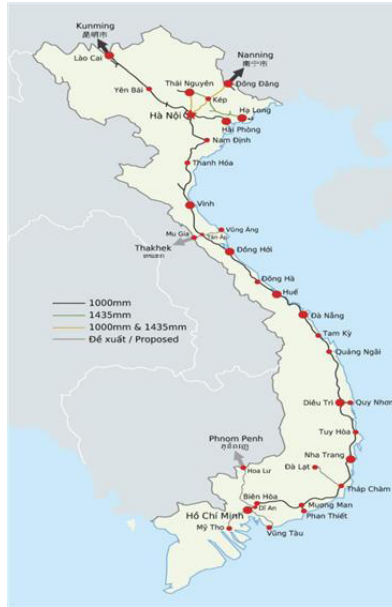 Kunming
昆明市
Nanning
南宁市
Lào Cai
Thái Nguyên
Đồng Đăng
Yên Bái
Kép
Hà Nội
Hạ Long
Hải Phòng
Nam Định
Thanh Hóa
Vinh
Vũng Áng
Mu Gia
Tân Ấp
Thakhek
Đồng Hới
Đông Hà
Huế
1000mm
1435mm
1000mm & 1435mm
Đề xuất / Proposed
Đà Nẵng
Tam Kỳ
Quảng Ngãi
Diêu Trì
Quy Nhơn
Tuy Hòa
Phnom Penh
Nha Trang
Hoa Lư
Đà Lạt
Tháp Chàm
Biên Hòa
Dĩ An
Mương Man
Hồ Chí Minh
Phan Thiết
Mỹ Tho
Vũng Tàu